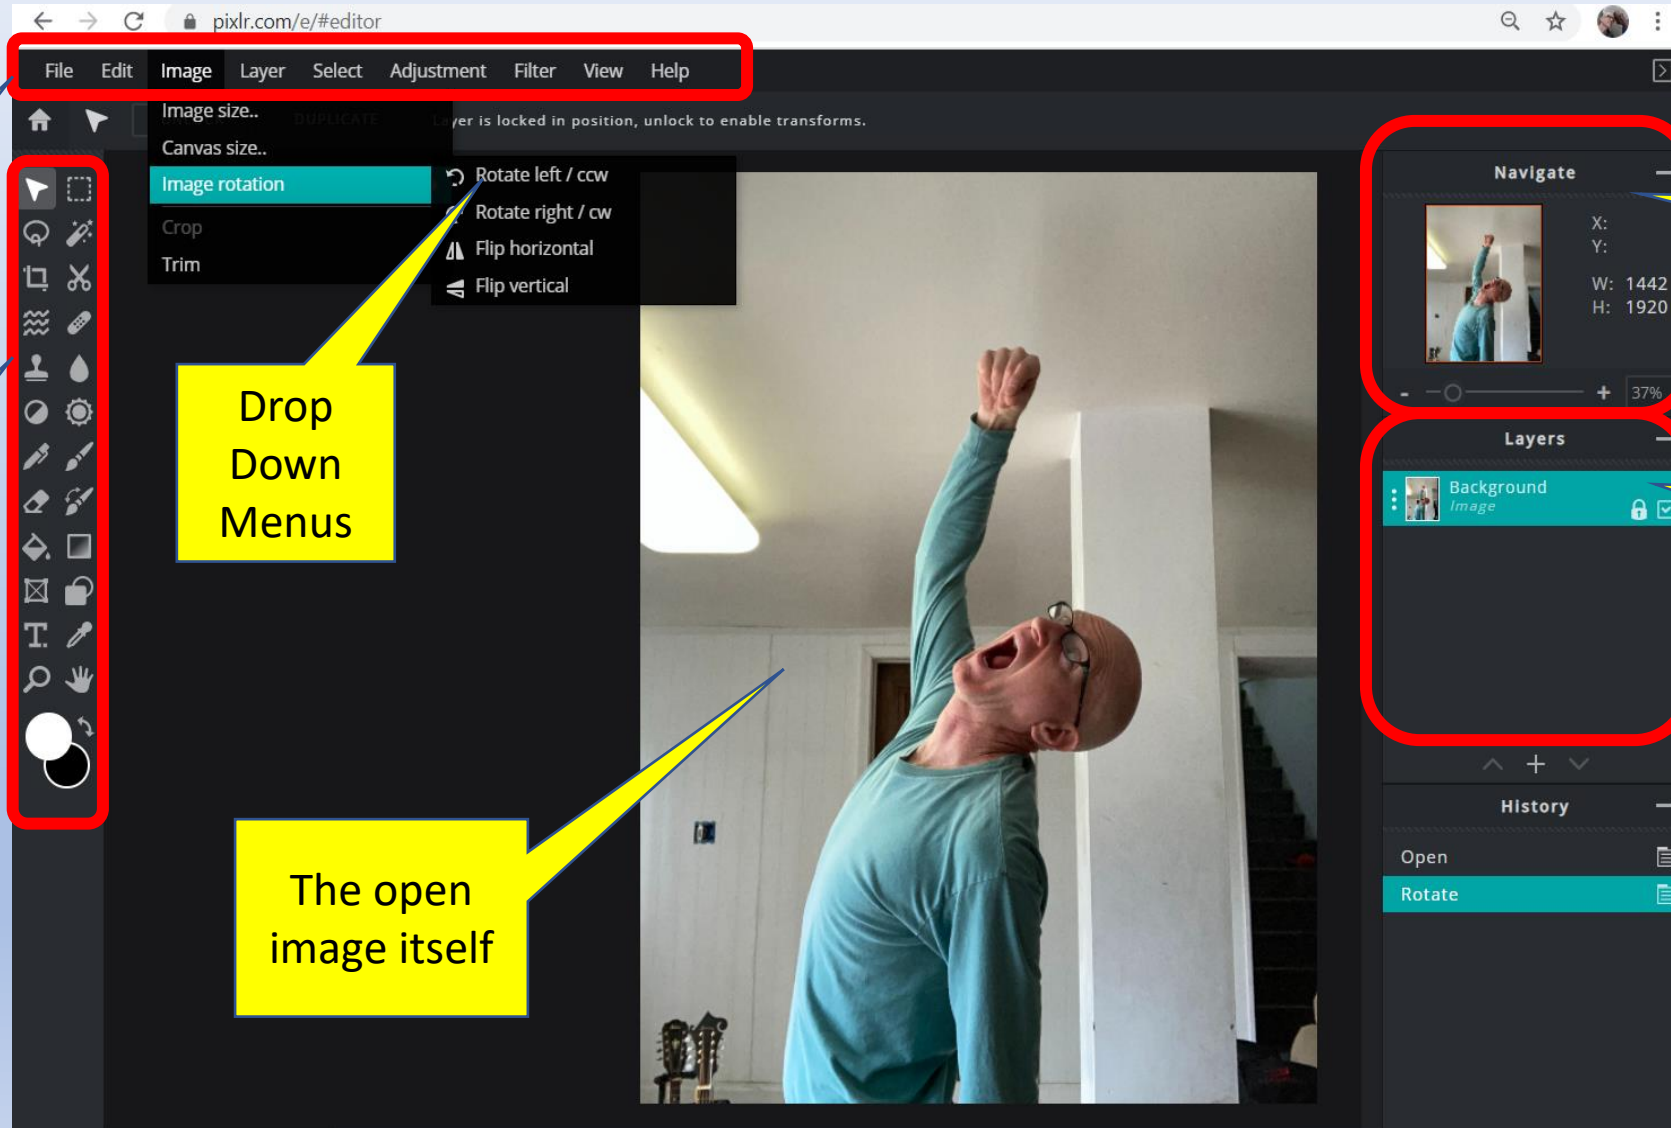 pixlr.com/e/#editor
File Edit Image Layer Select Adjustment Filter View Help
Image size..
DUPLICATE
Layer is locked in position, unlock to enable transforms.
Canvas size..
Image rotation
Crop
Trim
Rotate left / ccw
Rotate right / cw
Flip horizontal
Flip vertical
Drop
Down
Menus
The open
image itself
Navigate
X:
Y:
W: 1442
H: 1920
- + 37%
Layers
Background
Image
History
Open
Rotate